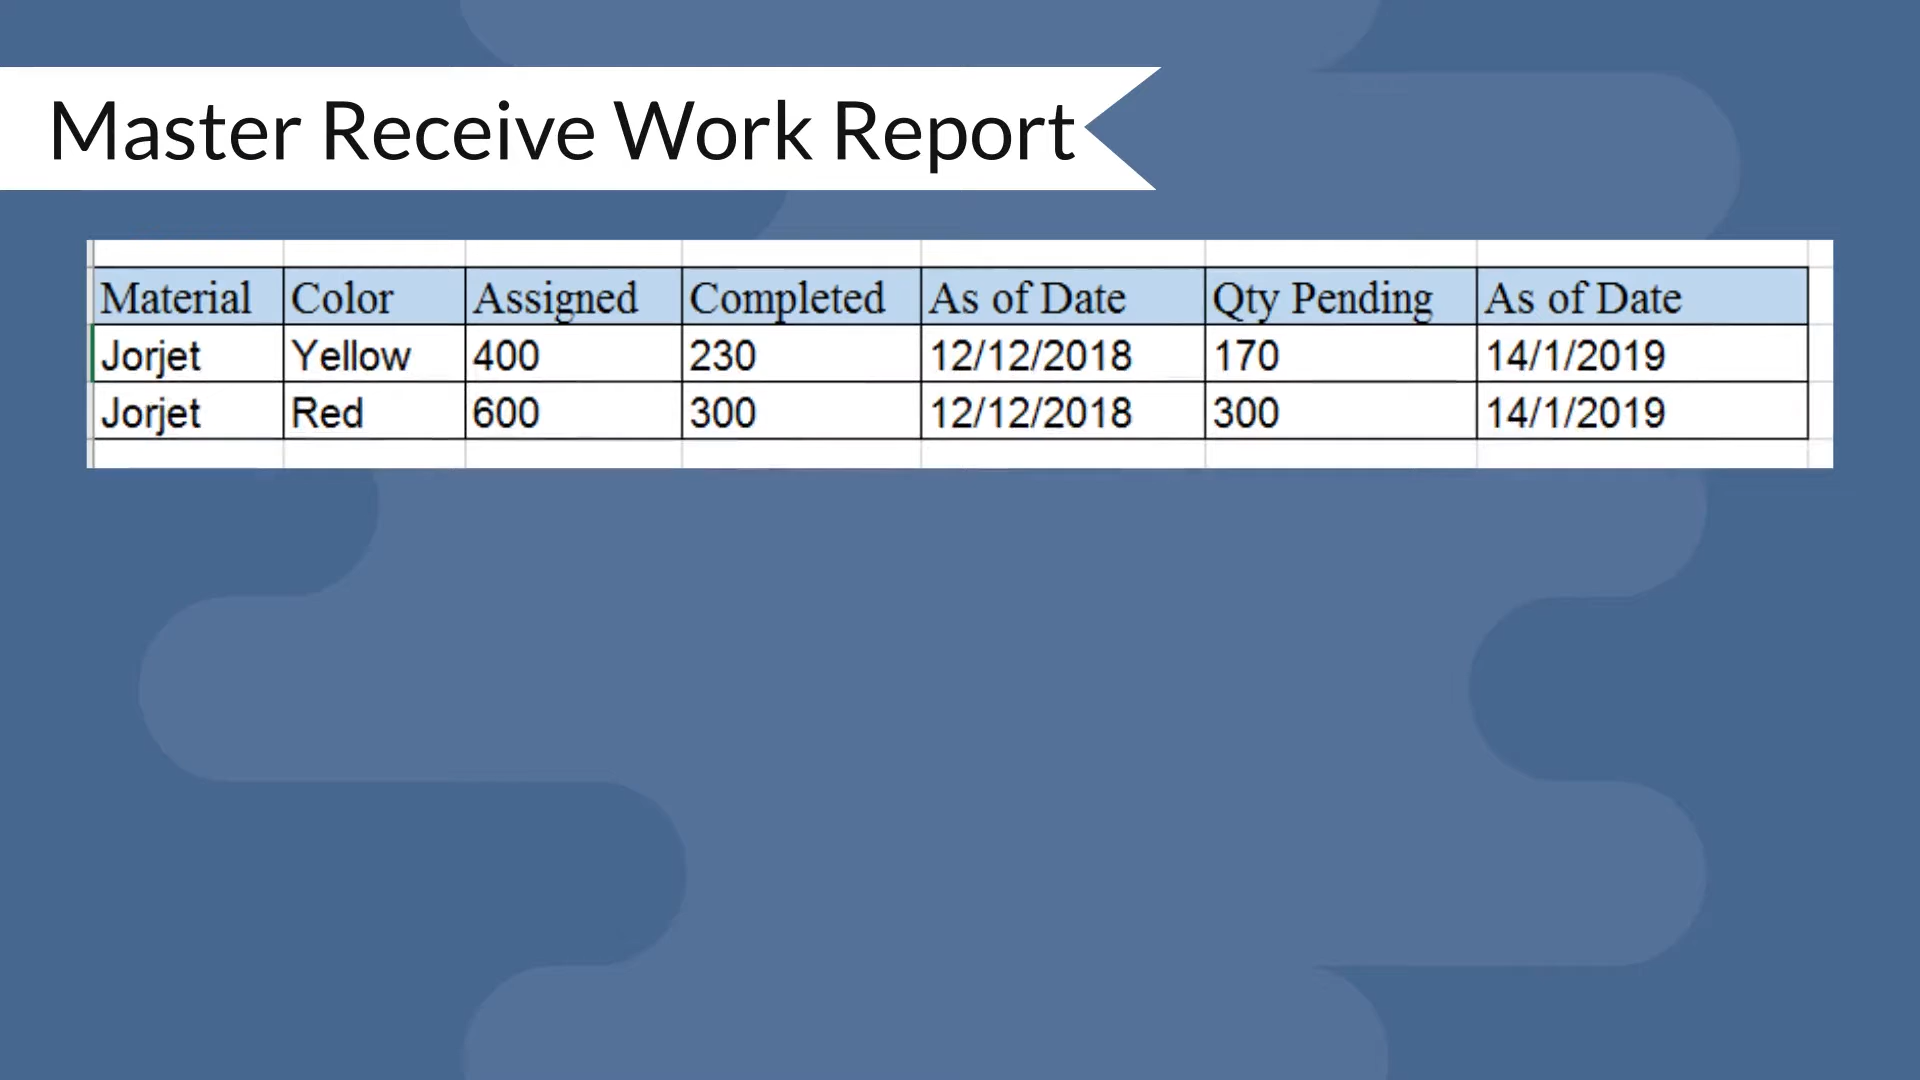 Master Receive Work Report
Material Color Assigned Completed As of Date Qty Pending As of Date
Jorjet Yellow 400 230 12/12/2018 170 14/1/2019
Jorjet Red 600 300 12/12/2018 300 14/1/2019